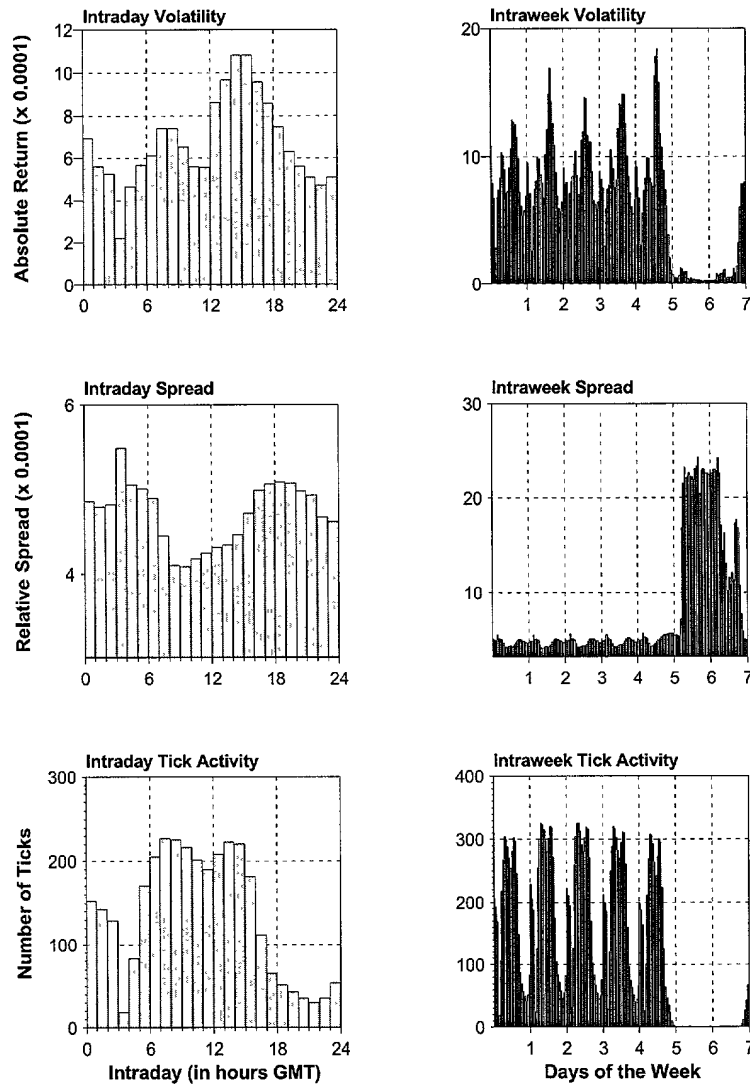 Intraday Volatility
Absolute Return (x 0.0001)
12
10
8
6
4
2
0
0 6 12 18 24
Intraweek Volatility
20
10
0
1 2 3 4 5 6 7
Intraday Spread
Relative Spread (x 0.0001)
6
4
0 6 12 18 24
Intraweek Spread
30
20
10
1 2 3 4 5 6 7
Intraday Tick Activity
Number of Ticks
300
200
100
0
0 6 12 18 24
Intraday (in hours GMT)
Intraweek Tick Activity
400
300
200
100
0
1 2 3 4 5 6 7
Days of the Week